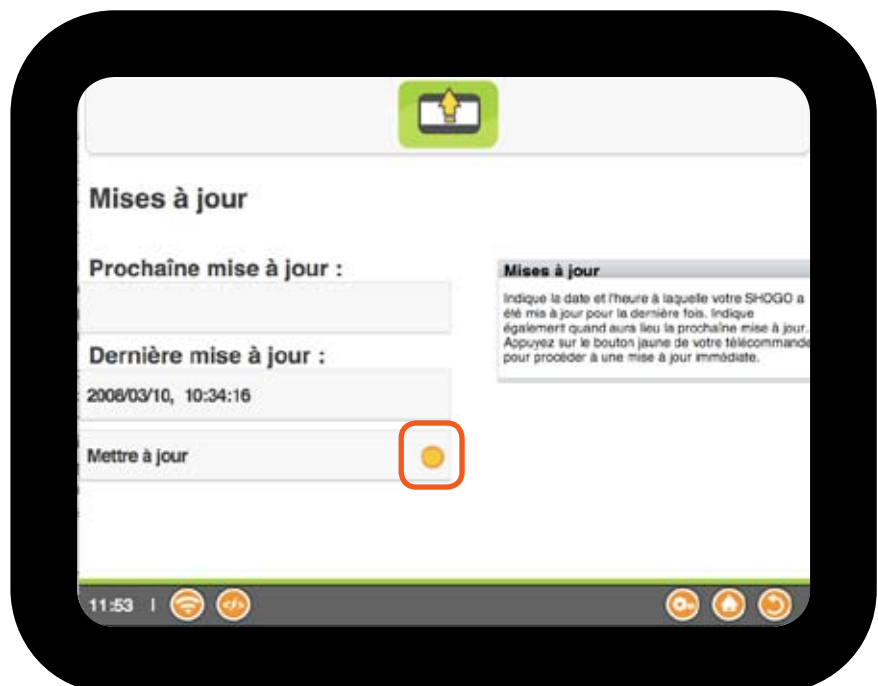 Mises à jour
Prochaîne mise à jour :
Dernière mise à jour :
2008/03/10, 10:34:16
Mettre à jour
Mises à jour
Indique la date et l'heure à laquelle votre SHOGO a
été mis à jour pour la dernière fois. Indique
également quand aura lieu la prochaîne mise à jour.
Appuyez sur le bouton jaune de votre télécommande
pour procéder à une mise à jour immédiate.
11:53 |